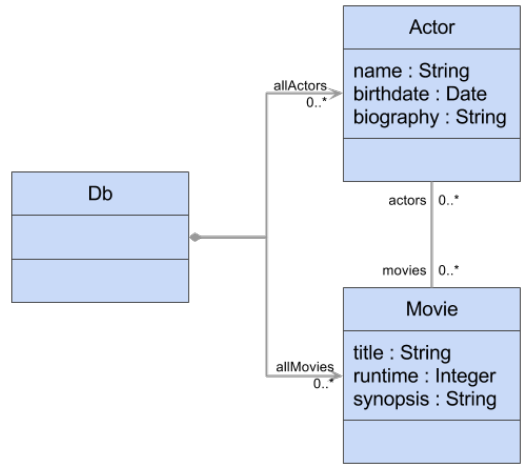 Actor
name : String
birthdate : Date
biography : String
allActors
0..*
Db
actors 0..*
movies 0..*
Movie
title : String
runtime : Integer
synopsis : String
allMovies
0..*